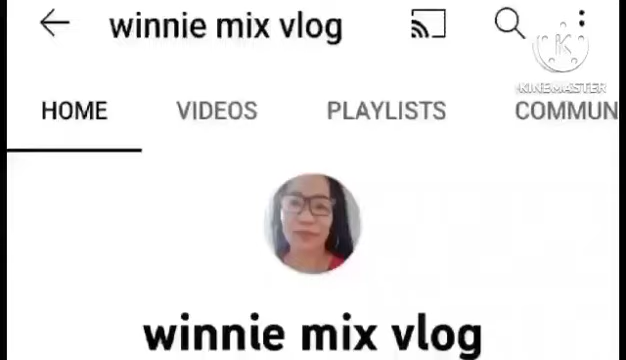 winnie mix vlog
KINEMASTER
HOME VIDEOS PLAYLISTS COMMUN
winnie mix vlog